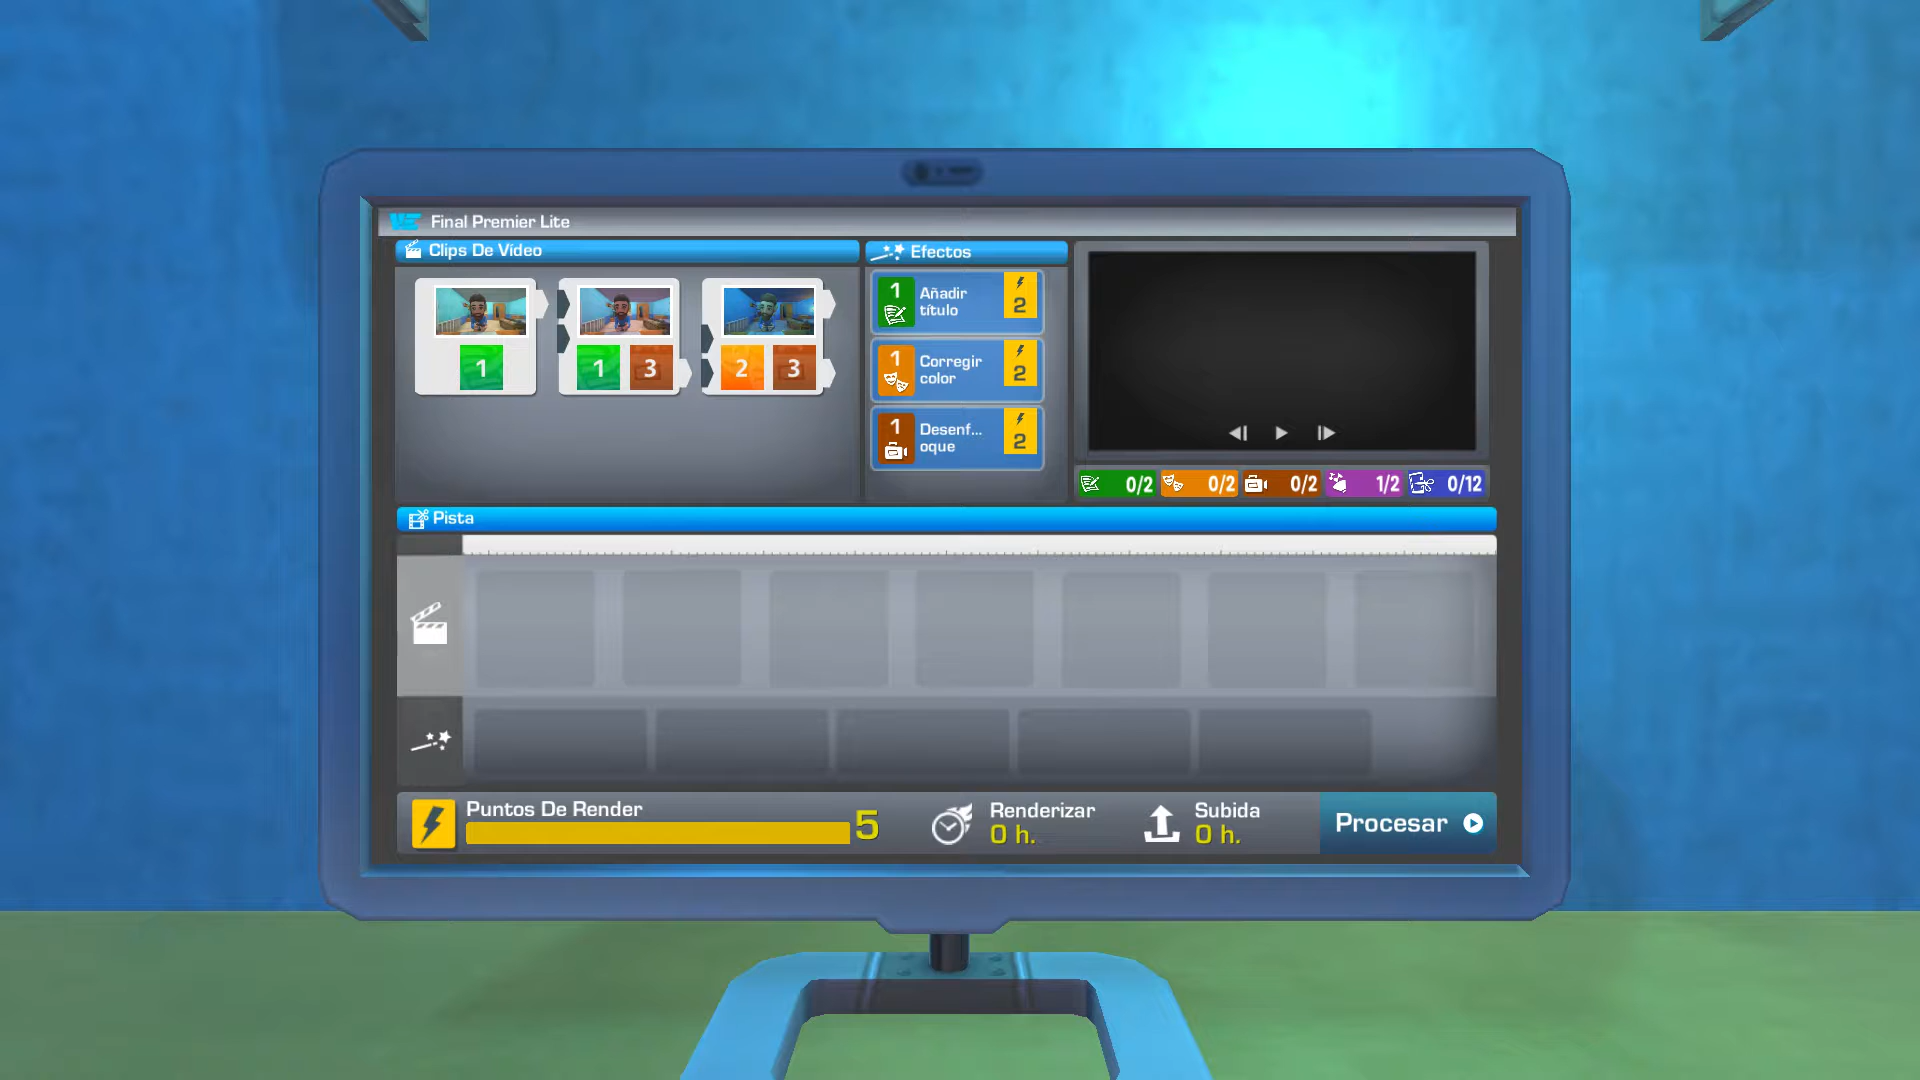 Final Premier Lite
Clips De Vídeo
Efectos
1
1
3
2
3
1
Añadir
título
2
1
Corregir
color
2
1
Desenf...
oque
2
0/2
0/2
0/2
1/2
0/12
Pista
Puntos De Render
5
Renderizar
0 h.
Subida
0 h.
Procesar